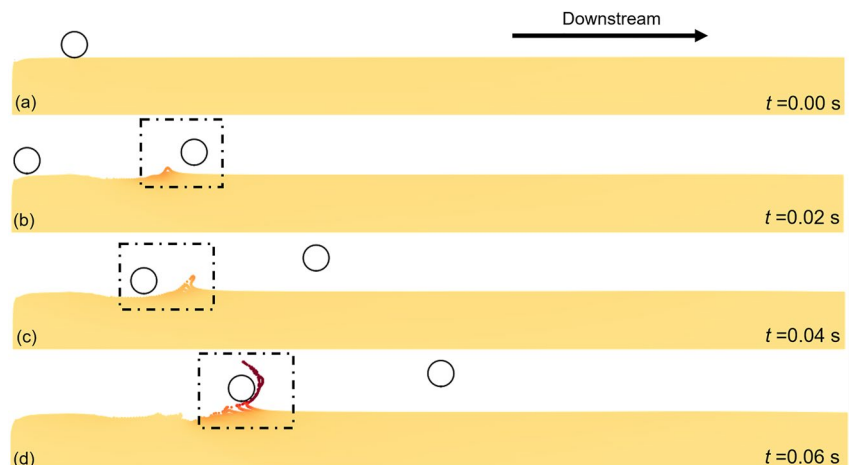 Downstream
(a)
t =0.00 s
(b)
t =0.02 s
(c)
t =0.04 s
(d)
t =0.06 s